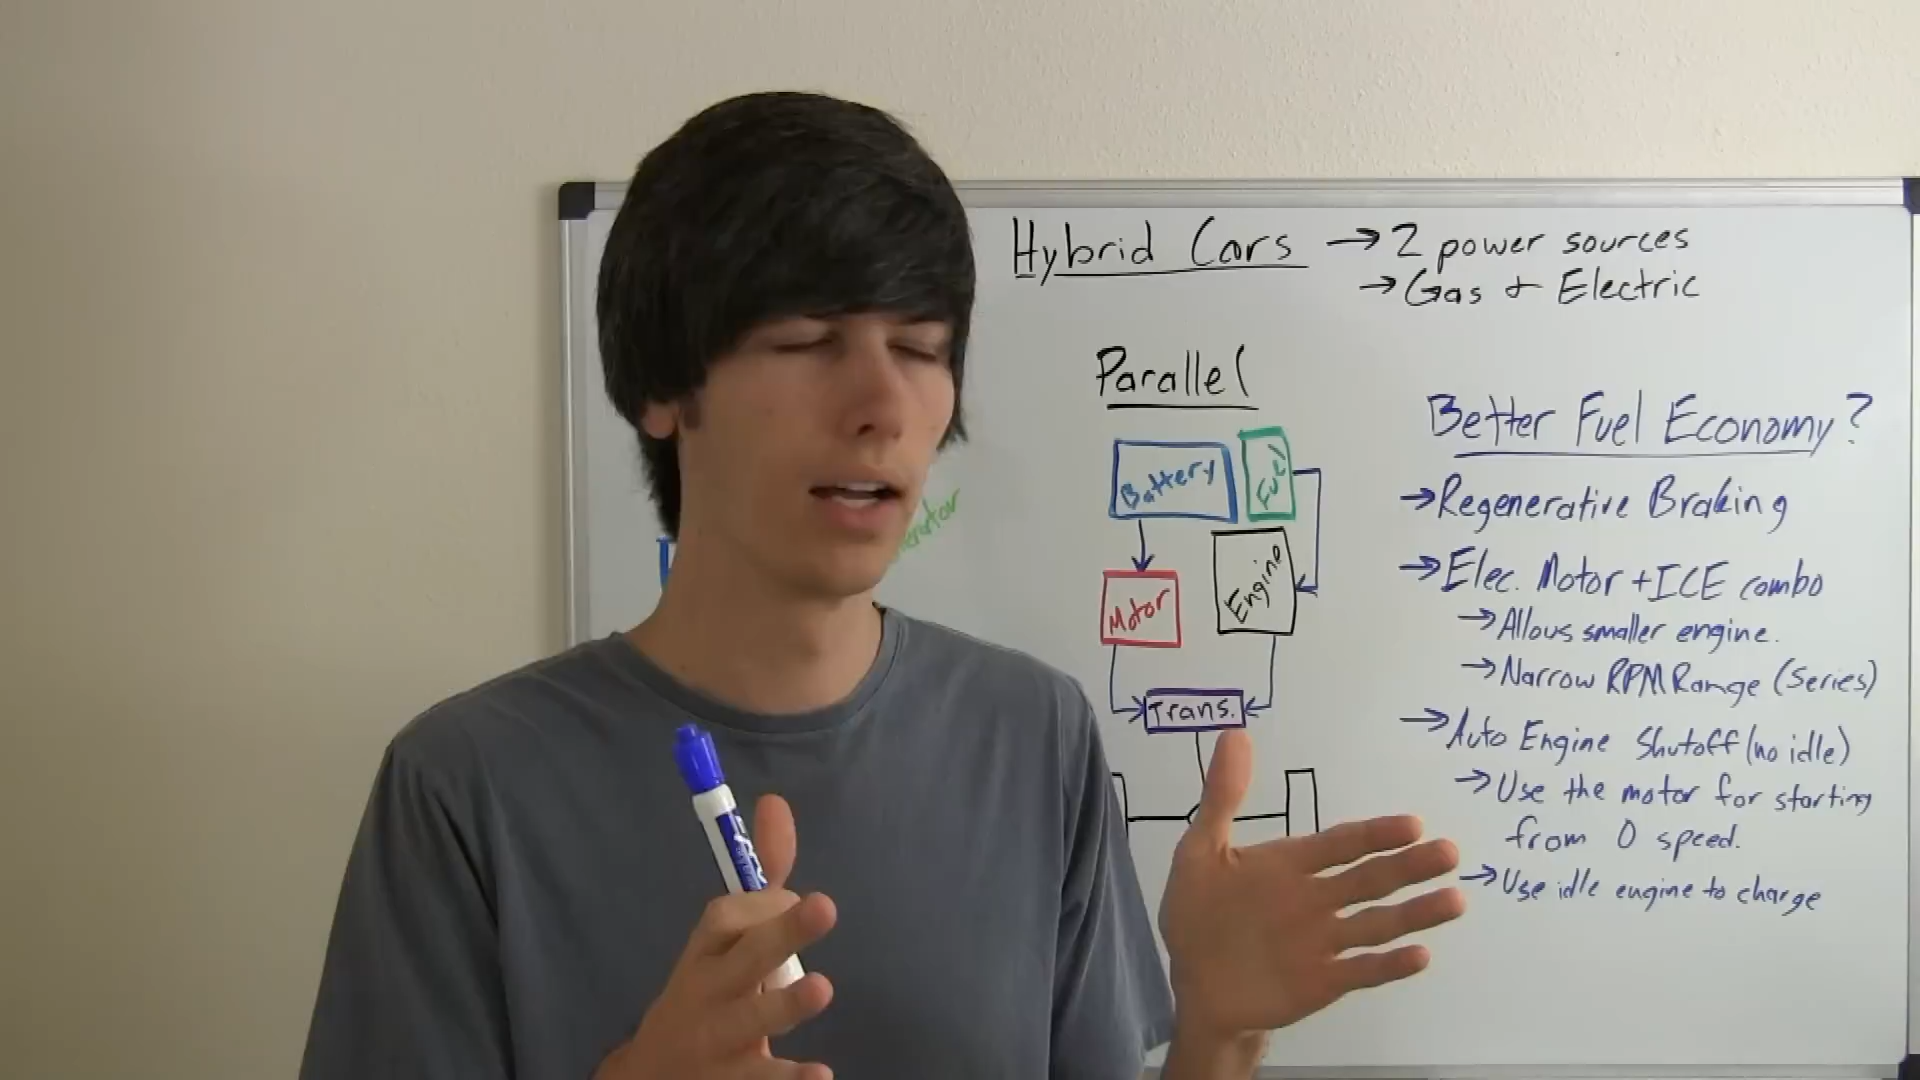 Hybrid Cars → 2 power sources
→ Gas + Electric
Parallel
Battery
Fuel
Motor
Engine
Trans.
Better Fuel Economy?
→ Regenerative Braking
→ Elec. Motor + ICE combo
→ Allows smaller engine.
→ Narrow RPM Range (Series)
→ Auto Engine Shutoff (no idle)
→ Use the motor for starting
from 0 speed.
→ Use idle engine to charge